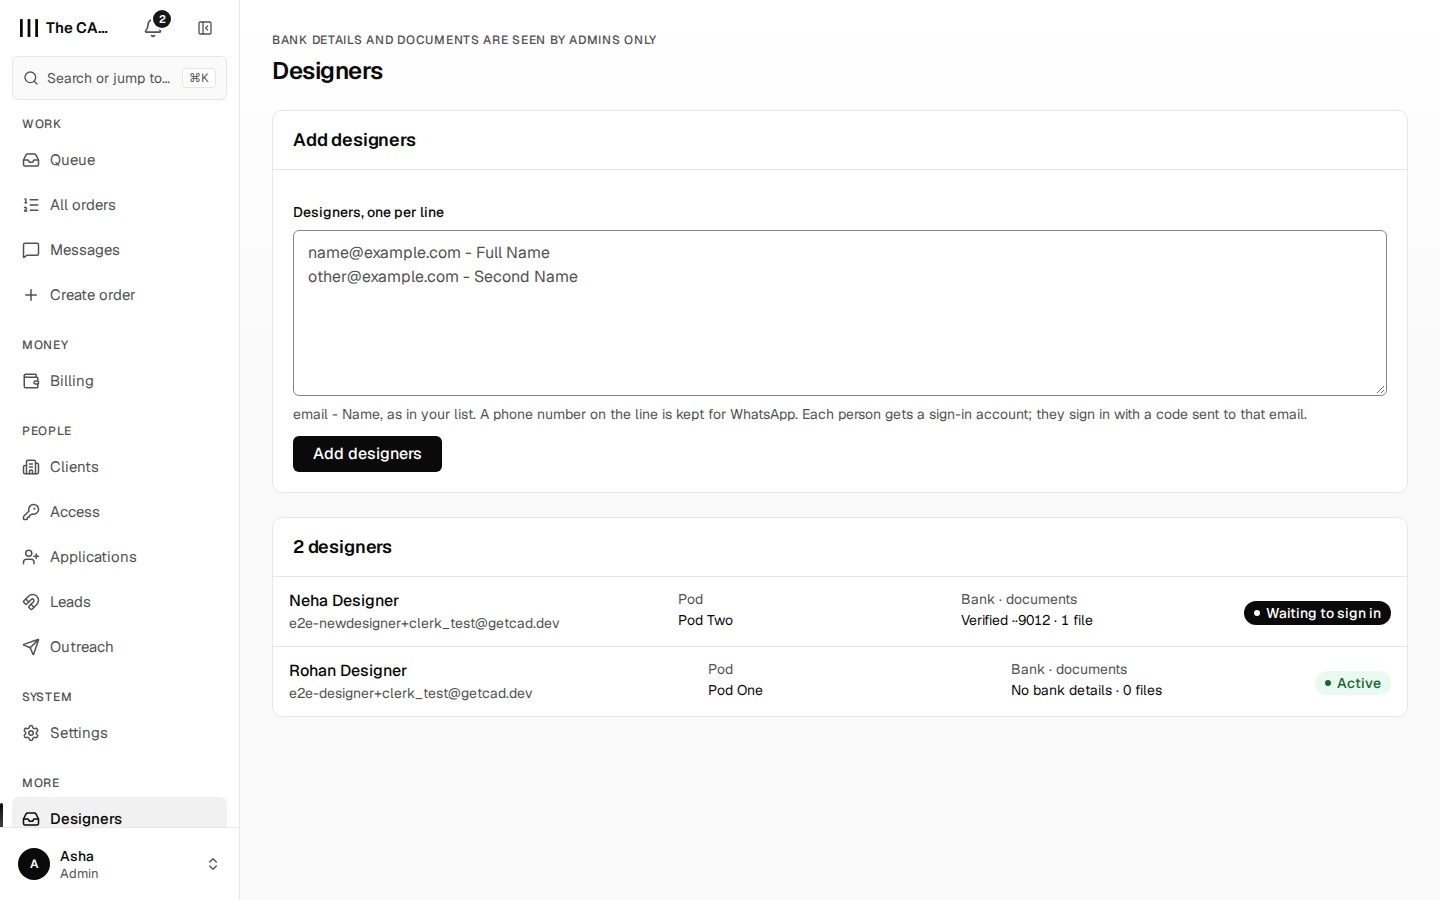 The CA...
2
Search or jump to... ⌘K
WORK
Queue
All orders
Messages
Create order
MONEY
Billing
PEOPLE
Clients
Access
Applications
Leads
Outreach
SYSTEM
Settings
MORE
Designers
A
Asha
Admin
BANK DETAILS AND DOCUMENTS ARE SEEN BY ADMINS ONLY
Designers
Add designers
Designers, one per line
name@example.com - Full Name
other@example.com - Second Name
email - Name, as in your list. A phone number on the line is kept for WhatsApp. Each person gets a sign-in account; they sign in with a code sent to that email.
Add designers
2 designers
Neha Designer
e2e-newdesigner+clerk_test@getcad.dev
Pod
Pod Two
Bank · documents
Verified ··9012 · 1 file
Waiting to sign in
Rohan Designer
e2e-designer+clerk_test@getcad.dev
Pod
Pod One
Bank · documents
No bank details · 0 files
Active